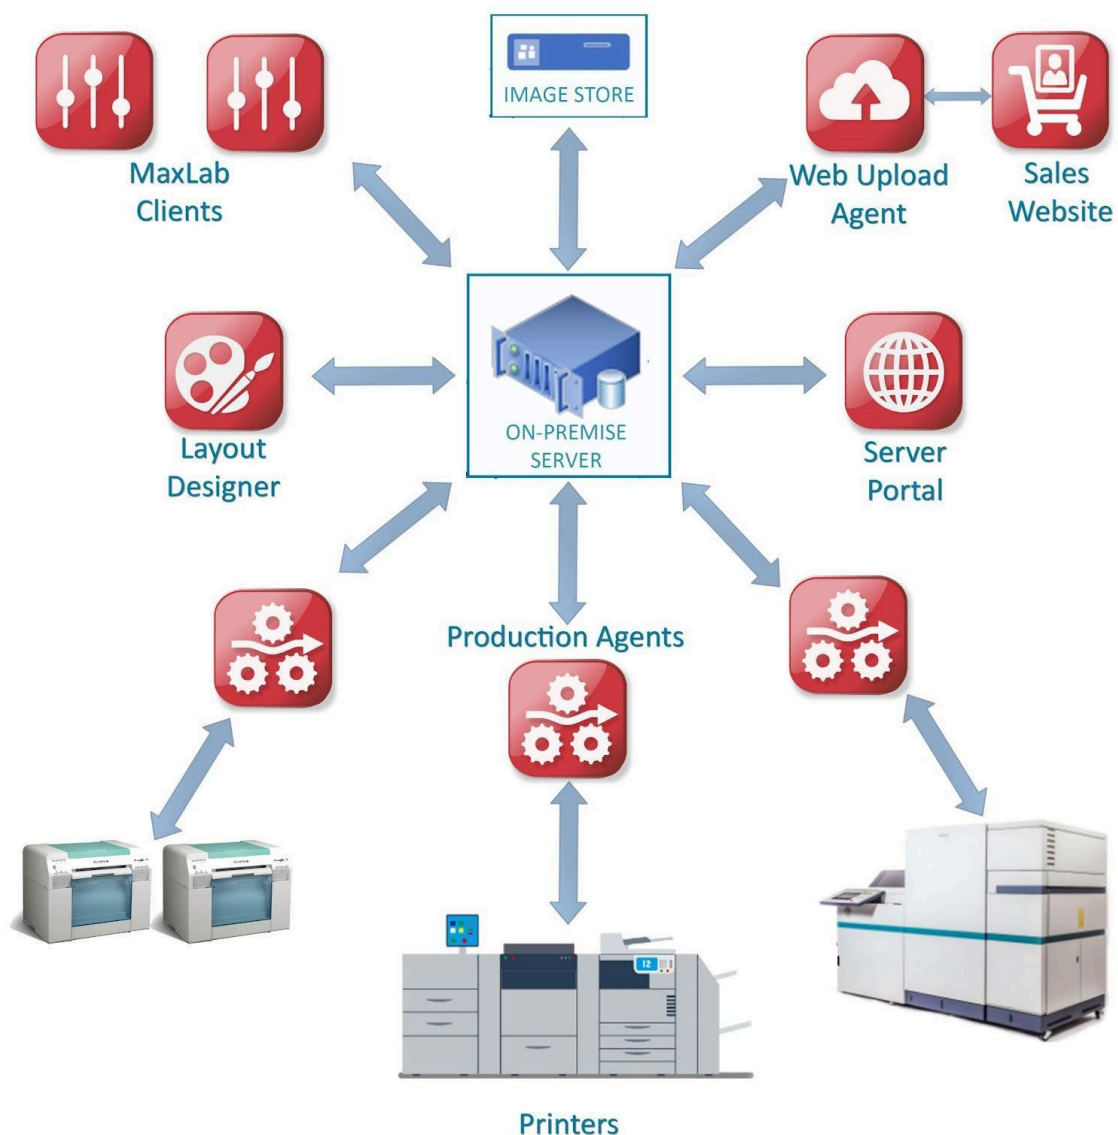 IMAGE STORE
MaxLab
Clients
Web Upload
Agent
Sales
Website
ON-PREMISE
SERVER
Layout
Designer
Server
Portal
Production Agents
12
Printers